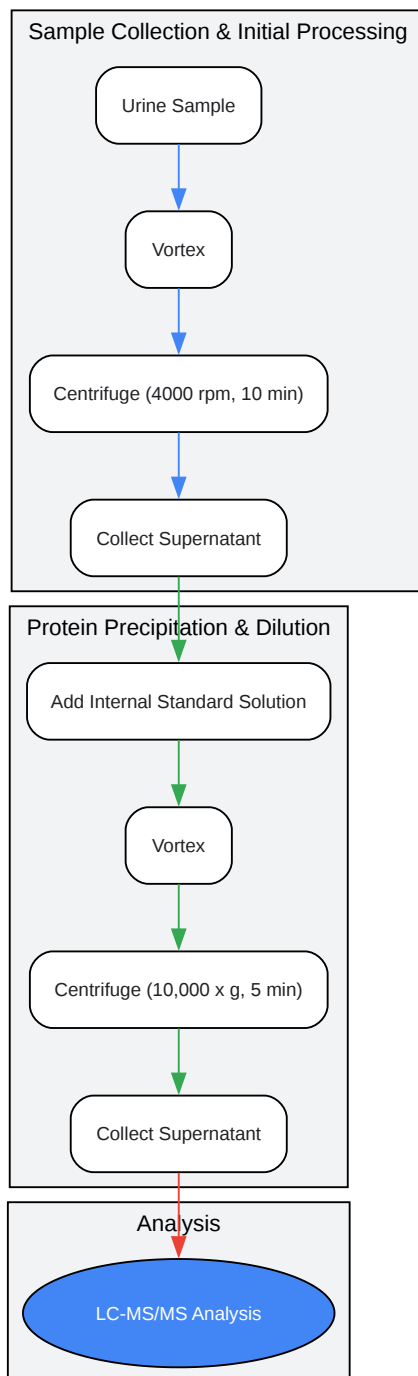 Sample Collection & Initial Processing
Urine Sample
Vortex
Centrifuge (4000 rpm, 10 min)
Collect Supernatant
Protein Precipitation & Dilution
Add Internal Standard Solution
Vortex
Centrifuge (10,000 x g, 5 min)
Collect Supernatant
Analysis
LC-MS/MS Analysis